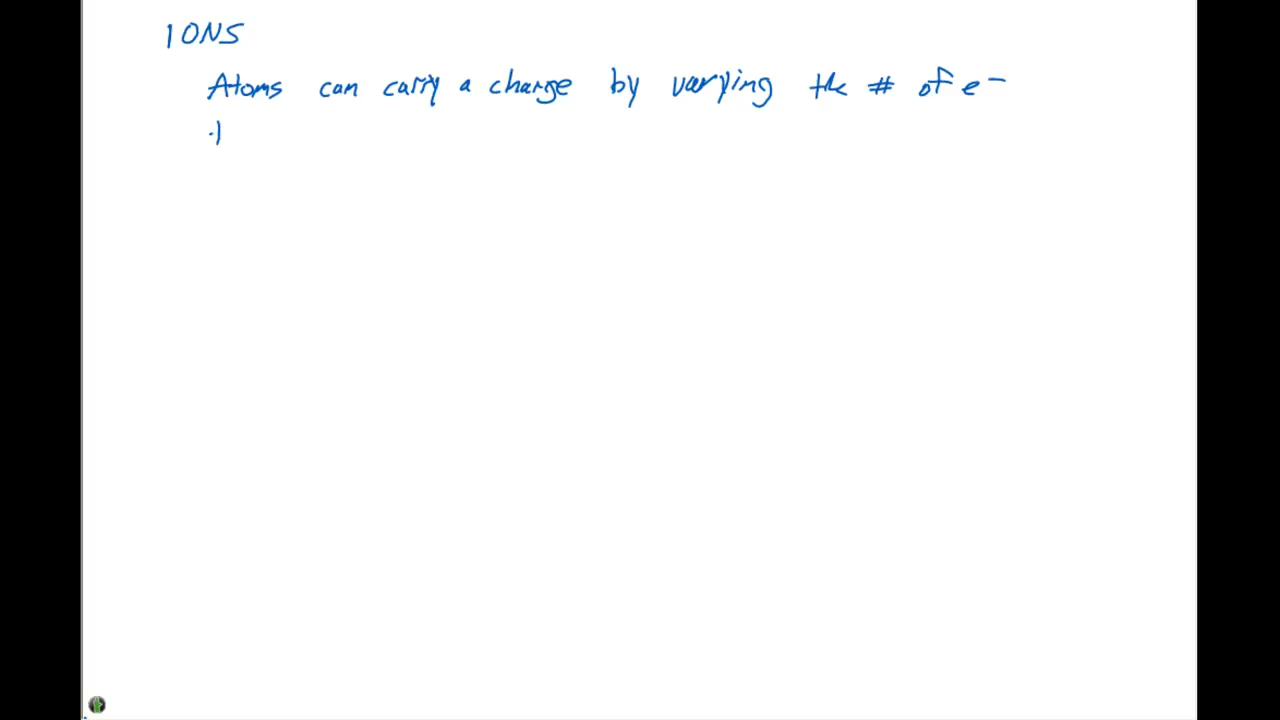 IONS
Atoms can carry a charge by varying the # of e-